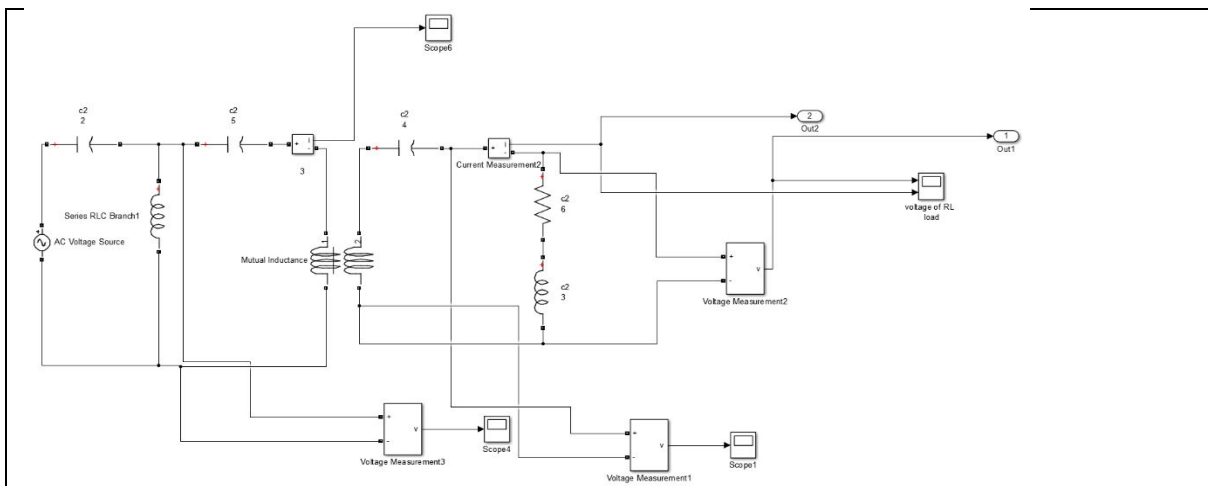 Scope6
c2
2
c2
5
c2
4
+
i
-
3
+
i
-
Current Measurement2
2
Out2
1
Out1
voltage of RL
load
c2
6
Series RLC Branch1
AC Voltage Source
Mutual Inductance
1
2
c2
3
+
-
v
Voltage Measurement2
+
-
v
Voltage Measurement3
Scope4
+
-
v
Voltage Measurement1
Scope1